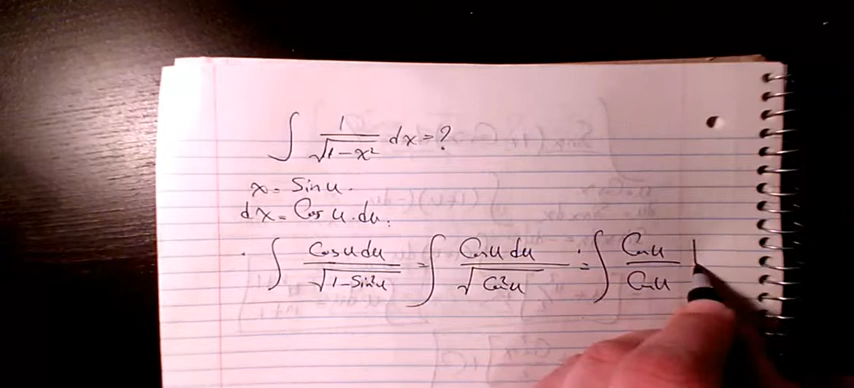 ∫ 1/√(1-x²) dx = ?
x = Sin u.
dx = Cos u. du.
∫ Cos u du/√(1-Sin²u) = ∫ Cos u du/√(Cos²u) = ∫ Cos u/Cos u